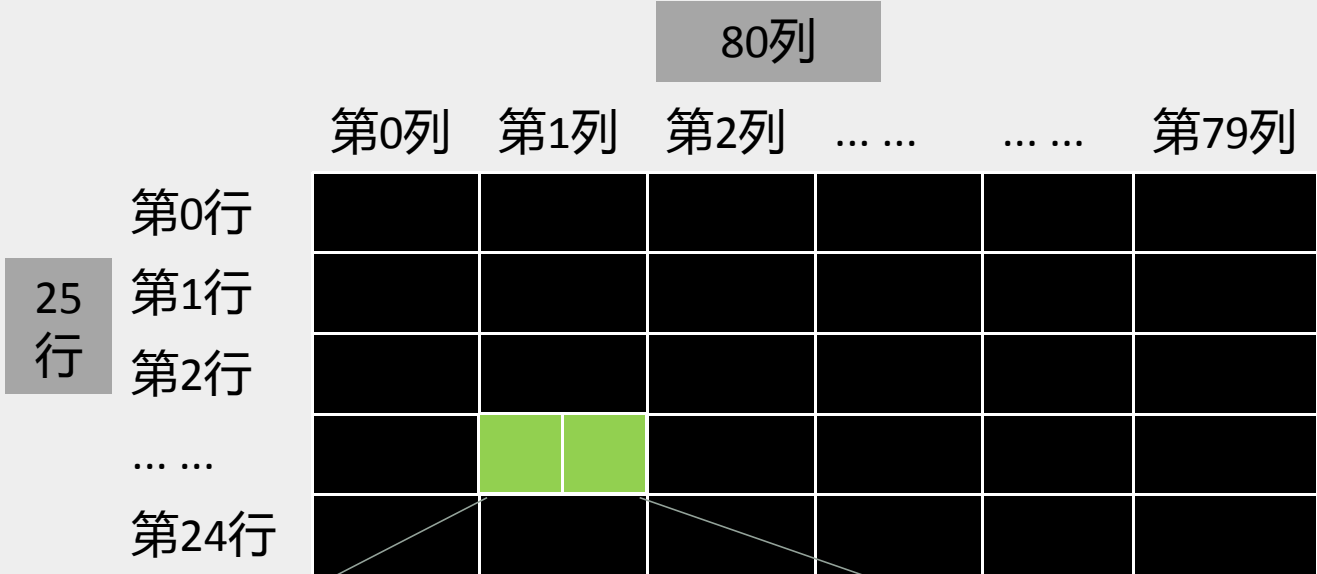 80列
第0列 第1列 第2列 ... ... ... ... 第79列
第0行
第1行
25
行
第2行
... ...
第24行